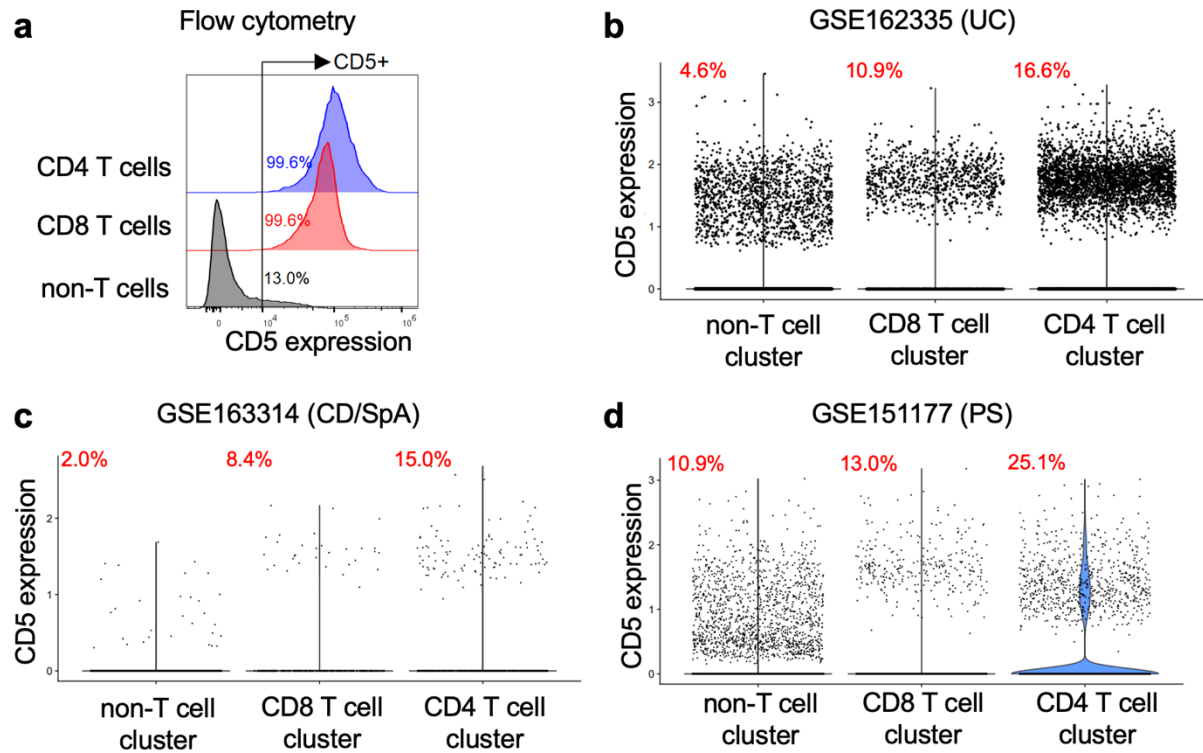 a
Flow cytometry
CD5+
CD4 T cells
99.6%
CD8 T cells
99.6%
non-T cells
13.0%
0 10^4 10^5 10^6
CD5 expression
b
GSE162335 (UC)
4.6% 10.9% 16.6%
3
2
1
0
CD5 expression
non-T cell cluster
CD8 T cell cluster
CD4 T cell cluster
c
GSE163314 (CD/SpA)
2.0% 8.4% 15.0%
2
1
0
CD5 expression
non-T cell cluster
CD8 T cell cluster
CD4 T cell cluster
d
GSE151177 (PS)
10.9% 13.0% 25.1%
3
2
1
0
CD5 expression
non-T cell cluster
CD8 T cell cluster
CD4 T cell cluster